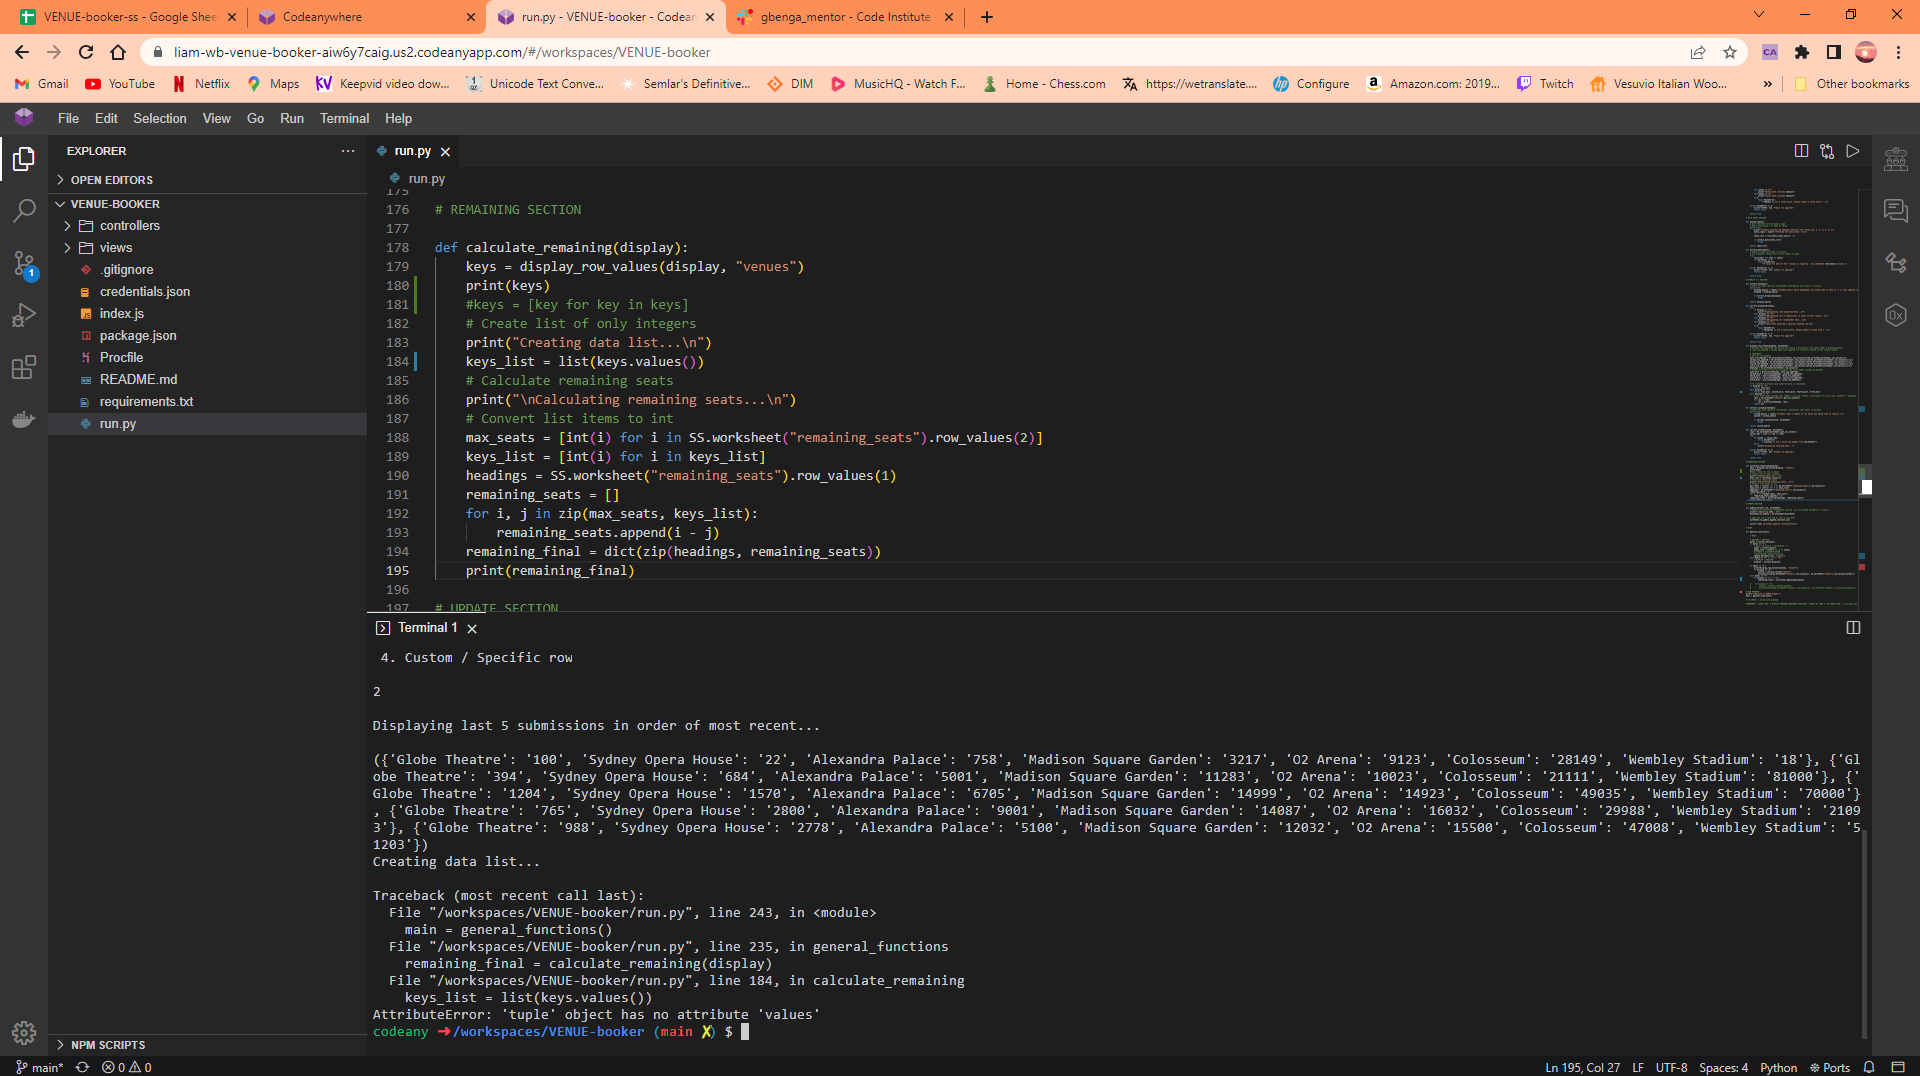 VENUE-booker-ss - Google Shee
Codeanywhere
run.py - VENUE-booker - Codean
gbenga_mentor - Code Institute
liam-wb-venue-booker-aiw6y7caig.us2.codeanyapp.com/#/workspaces/VENUE-booker
CA
Gmail YouTube Netflix Maps Keepvid video dow... Unicode Text Conve... Semlar's Definitive... DIM MusicHQ - Watch F... Home - Chess.com https://wetranslate.... Configure Amazon.com: 2019... Twitch Vesuvio Italian Woo... » Other bookmarks
File Edit Selection View Go Run Terminal Help
EXPLORER
OPEN EDITORS
VENUE-BOOKER
controllers
views
.gitignore
credentials.json
index.js
package.json
Procfile
README.md
requirements.txt
run.py
NPM SCRIPTS
1
run.py
run.py
175
176 # REMAINING SECTION
177
178 def calculate_remaining(display):
179 keys = display_row_values(display, "venues")
180 print(keys)
181 #keys = [key for key in keys]
182 # Create list of only integers
183 print("Creating data list...\n")
184 keys_list = list(keys.values())
185 # Calculate remaining seats
186 print("\nCalculating remaining seats...\n")
187 # Convert list items to int
188 max_seats = [int(i) for i in SS.worksheet("remaining_seats").row_values(2)]
189 keys_list = [int(i) for i in keys_list]
190 headings = SS.worksheet("remaining_seats").row_values(1)
191 remaining_seats = []
192 for i, j in zip(max_seats, keys_list):
193 remaining_seats.append(i - j)
194 remaining_final = dict(zip(headings, remaining_seats))
195 print(remaining_final)
196
197 # UPDATE SECTION
Terminal 1
4. Custom / Specific row
2
Displaying last 5 submissions in order of most recent...
({'Globe Theatre': '100', 'Sydney Opera House': '22', 'Alexandra Palace': '758', 'Madison Square Garden': '3217', 'O2 Arena': '9123', 'Colosseum': '28149', 'Wembley Stadium': '18'}, {'Gl
obe Theatre': '394', 'Sydney Opera House': '684', 'Alexandra Palace': '5001', 'Madison Square Garden': '11283', 'O2 Arena': '10023', 'Colosseum': '21111', 'Wembley Stadium': '81000'}, {'
Globe Theatre': '1204', 'Sydney Opera House': '1570', 'Alexandra Palace': '6705', 'Madison Square Garden': '14999', 'O2 Arena': '14923', 'Colosseum': '49035', 'Wembley Stadium': '70000'}
, {'Globe Theatre': '765', 'Sydney Opera House': '2800', 'Alexandra Palace': '9001', 'Madison Square Garden': '14087', 'O2 Arena': '16032', 'Colosseum': '29988', 'Wembley Stadium': '2109
3'}, {'Globe Theatre': '988', 'Sydney Opera House': '2778', 'Alexandra Palace': '5100', 'Madison Square Garden': '12032', 'O2 Arena': '15500', 'Colosseum': '47008', 'Wembley Stadium': '5
1203'})
Creating data list...
Traceback (most recent call last):
File "/workspaces/VENUE-booker/run.py", line 243, in <module>
main = general_functions()
File "/workspaces/VENUE-booker/run.py", line 235, in general_functions
remaining_final = calculate_remaining(display)
File "/workspaces/VENUE-booker/run.py", line 184, in calculate_remaining
keys_list = list(keys.values())
AttributeError: 'tuple' object has no attribute 'values'
codeany ➜ /workspaces/VENUE-booker (main ✗) $
main* 0 0
Ln 195, Col 27 LF UTF-8 Spaces: 4 Python Ports